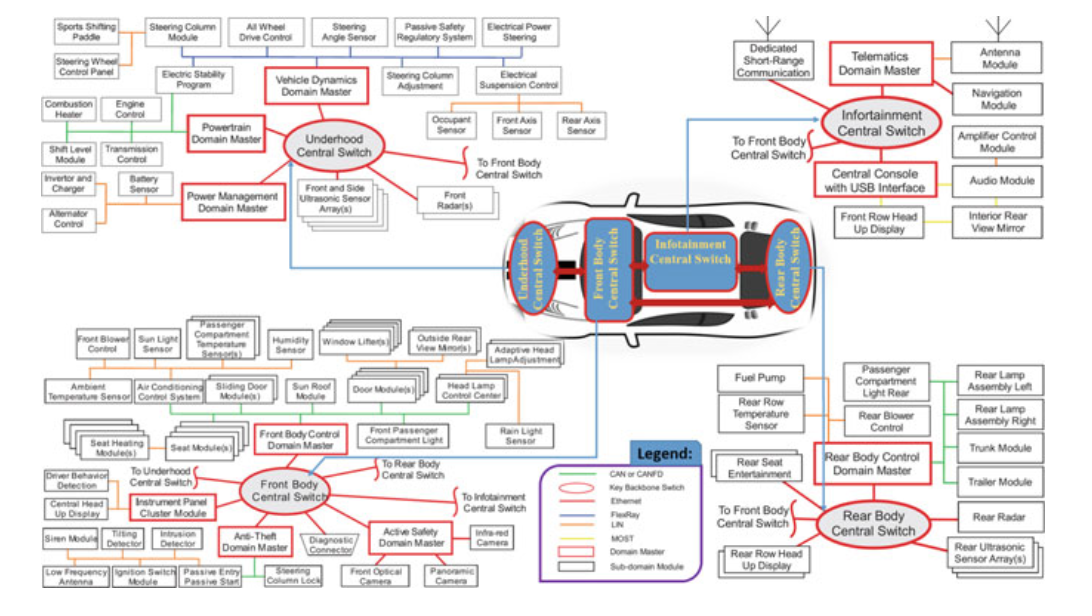 Sports Shifting
Paddle
Steering Column
Module
All Wheel
Drive Control
Steering
Angle Sensor
Passive Safety
Regulatory System
Electrical Power
Steering
Steering Wheel
Control Panel
Electric Stability
Program
Vehicle Dynamics
Domain Master
Steering Column
Adjustment
Electrical
Suspension Control
Combustion
Heater
Engine
Control
Powertrain
Domain Master
Underhood
Central Switch
Occupant
Sensor
Front Axis
Sensor
Rear Axis
Sensor
Shift Level
Module
Transmission
Control
To Front Body
Central Switch
Invertor and
Charger
Battery
Sensor
Power Management
Domain Master
Front and Side
Ultrasonic Sensor
Array(s)
Front
Radar(s)
Alternator
Control
Dedicated
Short-Range
Communication
Telematics
Domain Master
Antenna
Module
Navigation
Module
Infortainment
Central Switch
To Front Body
Central Switch
Amplifier Control
Module
Central Console
with USB Interface
Audio Module
Front Row Head
Up Display
Interior Rear
View Mirror
Underhood
Central Switch
Front Body
Central Switch
Infotainment
Central Switch
Rear Body
Central Switch
Front Blower
Control
Sun Light
Sensor
Passenger
Compartment
Temperature
Sensor(s)
Humidity
Sensor
Window Lifter(s)
Outside Rear
View Mirror(s)
Adaptive Head
LampAdjustment
Ambient
Temperature Sensor
Air Conditioning
Control System
Sliding Door
Module(s)
Sun Roof
Module
Door Module(s)
Head Lamp
Control Center
Seat Heating
Module(s)
Seat Module(s)
Front Body Control
Domain Master
Front Passenger
Compartment Light
Rain Light
Sensor
Driver Behavior
Detection
To Underhood
Central Switch
To Rear Body
Central Switch
Central Head
Up Display
Instrument Panel
Cluster Module
Front Body
Central Switch
To Infotainment
Central Switch
Siren Module
Tilting
Detector
Intrusion
Detector
Anti-Theft
Domain Master
Diagnostic
Connector
Active Safety
Domain Master
Infra-red
Camera
Low Frequency
Antenna
Ignition Switch
Module
Passive Entry
Passive Start
Steering
Column Lock
Front Optical
Camera
Panoramic
Camera
Legend:
CAN or CANFD
Key Backbone Switch
Ethernet
FlexRay
LIN
MOST
Domain Master
Sub-domain Module
Fuel Pump
Passenger
Compartment
Light Rear
Rear Lamp
Assembly Left
Rear Row
Temperature
Sensor
Rear Blower
Control
Rear Lamp
Assembly Right
Rear Seat
Entertainment
Rear Body Control
Domain Master
Trunk Module
Trailer Module
To Front Body
Central Switch
Rear Body
Central Switch
Rear Radar
Rear Row Head
Up Display
Rear Ultrasonic
Sensor Array(s)